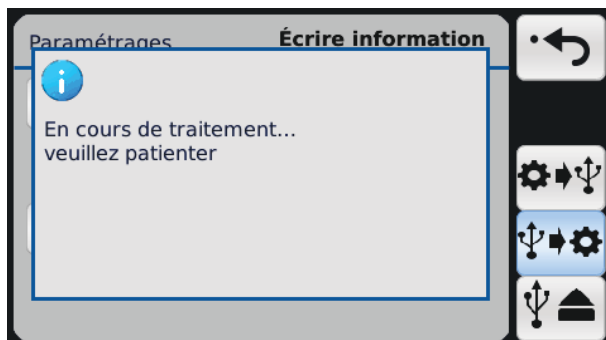 Paramétrages
Écrire information
En cours de traitement...
veuillez patienter